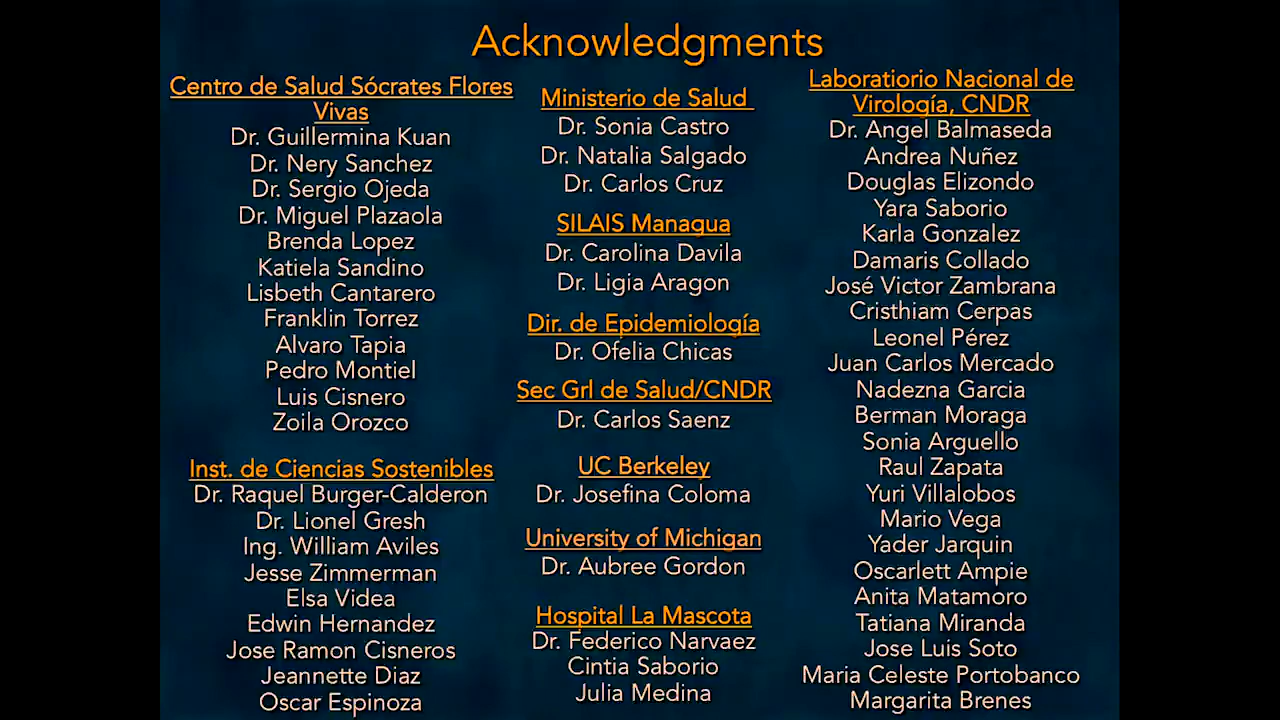 Acknowledgments
Centro de Salud Sócrates Flores
Vivas
Dr. Guillermina Kuan
Dr. Nery Sanchez
Dr. Sergio Ojeda
Dr. Miguel Plazaola
Brenda Lopez
Katiela Sandino
Lisbeth Cantarero
Franklin Torrez
Alvaro Tapia
Pedro Montiel
Luis Cisnero
Zoila Orozco
Inst. de Ciencias Sostenibles
Dr. Raquel Burger-Calderon
Dr. Lionel Gresh
Ing. William Aviles
Jesse Zimmerman
Elsa Videa
Edwin Hernandez
Jose Ramon Cisneros
Jeannette Diaz
Oscar Espinoza
Ministerio de Salud
Dr. Sonia Castro
Dr. Natalia Salgado
Dr. Carlos Cruz
SILAIS Managua
Dr. Carolina Davila
Dr. Ligia Aragon
Dir. de Epidemiología
Dr. Ofelia Chicas
Sec Grl de Salud/CNDR
Dr. Carlos Saenz
UC Berkeley
Dr. Josefina Coloma
University of Michigan
Dr. Aubree Gordon
Hospital La Mascota
Dr. Federico Narvaez
Cintia Saborio
Julia Medina
Laboratiorio Nacional de
Virología, CNDR
Dr. Angel Balmaseda
Andrea Nuñez
Douglas Elizondo
Yara Saborio
Karla Gonzalez
Damaris Collado
José Victor Zambrana
Cristhiam Cerpas
Leonel Pérez
Juan Carlos Mercado
Nadezna Garcia
Berman Moraga
Sonia Arguello
Raul Zapata
Yuri Villalobos
Mario Vega
Yader Jarquin
Oscarlett Ampie
Anita Matamoro
Tatiana Miranda
Jose Luis Soto
Maria Celeste Portobanco
Margarita Brenes